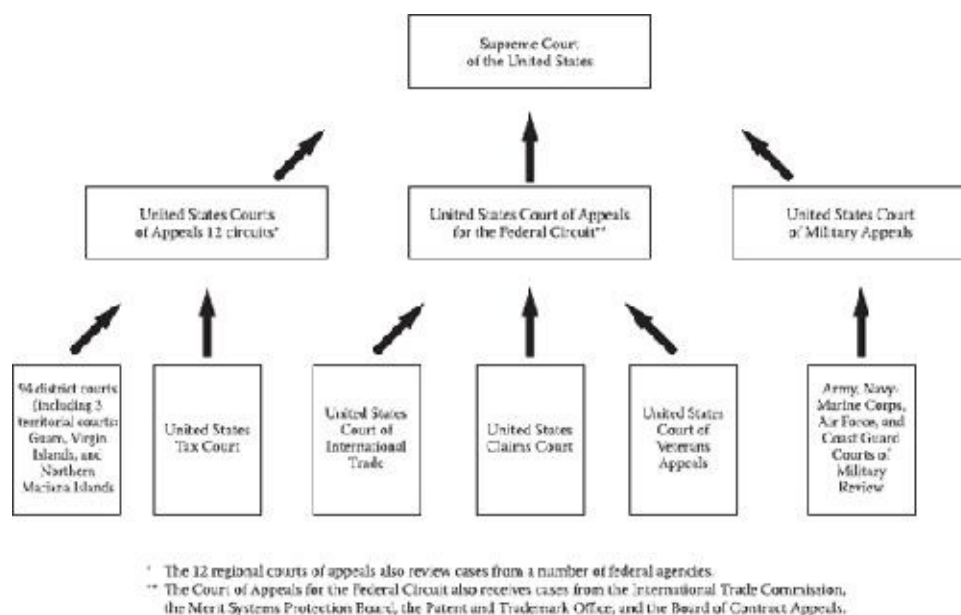 Supreme Court
of the United States
United States Courts
of Appeals 12 circuits*
United States Court of Appeals
for the Federal Circuit**
United States Court
of Military Appeals
94 district courts
(including 3
territorial courts:
Guam, Virgin
Islands, and
Northern
Mariana Islands
United States
Tax Court
United States
Court of
International
Trade
United States
Claims Court
United States
Court of
Veterans
Appeals
Army, Navy-
Marine Corps,
Air Force, and
Coast Guard
Courts of
Military
Review
* The 12 regional courts of appeals also review cases from a number of federal agencies.
** The Court of Appeals for the Federal Circuit also receives cases from the International Trade Commission,
the Merit Systems Protection Board, the Patent and Trademark Office, and the Board of Contract Appeals.